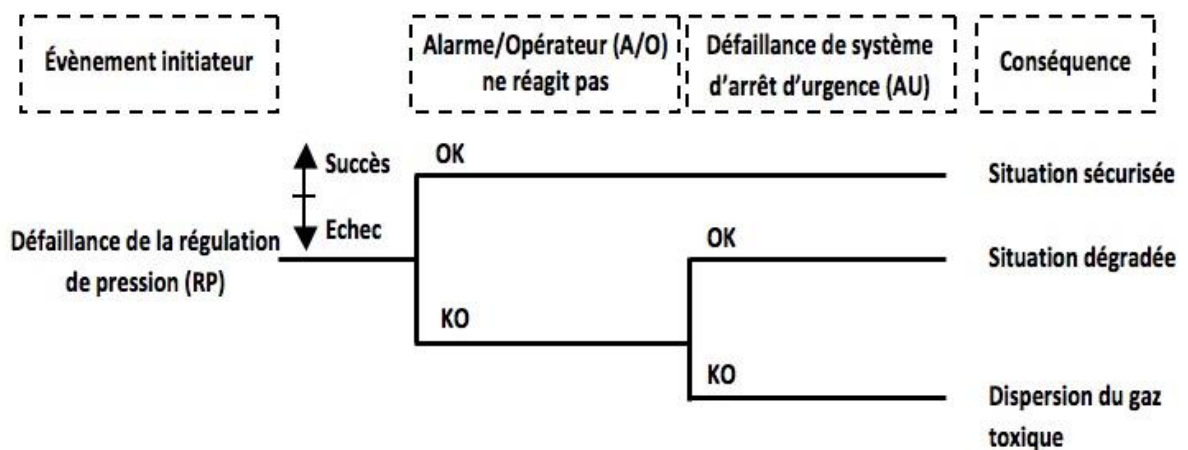 Évènement initiateur
Alarme/Opérateur (A/O)
ne réagit pas
Défaillance de système
d'arrêt d'urgence (AU)
Conséquence
Succès
Echec
Défaillance de la régulation
de pression (RP)
OK
Situation sécurisée
OK
Situation dégradée
KO
KO
Dispersion du gaz
toxique